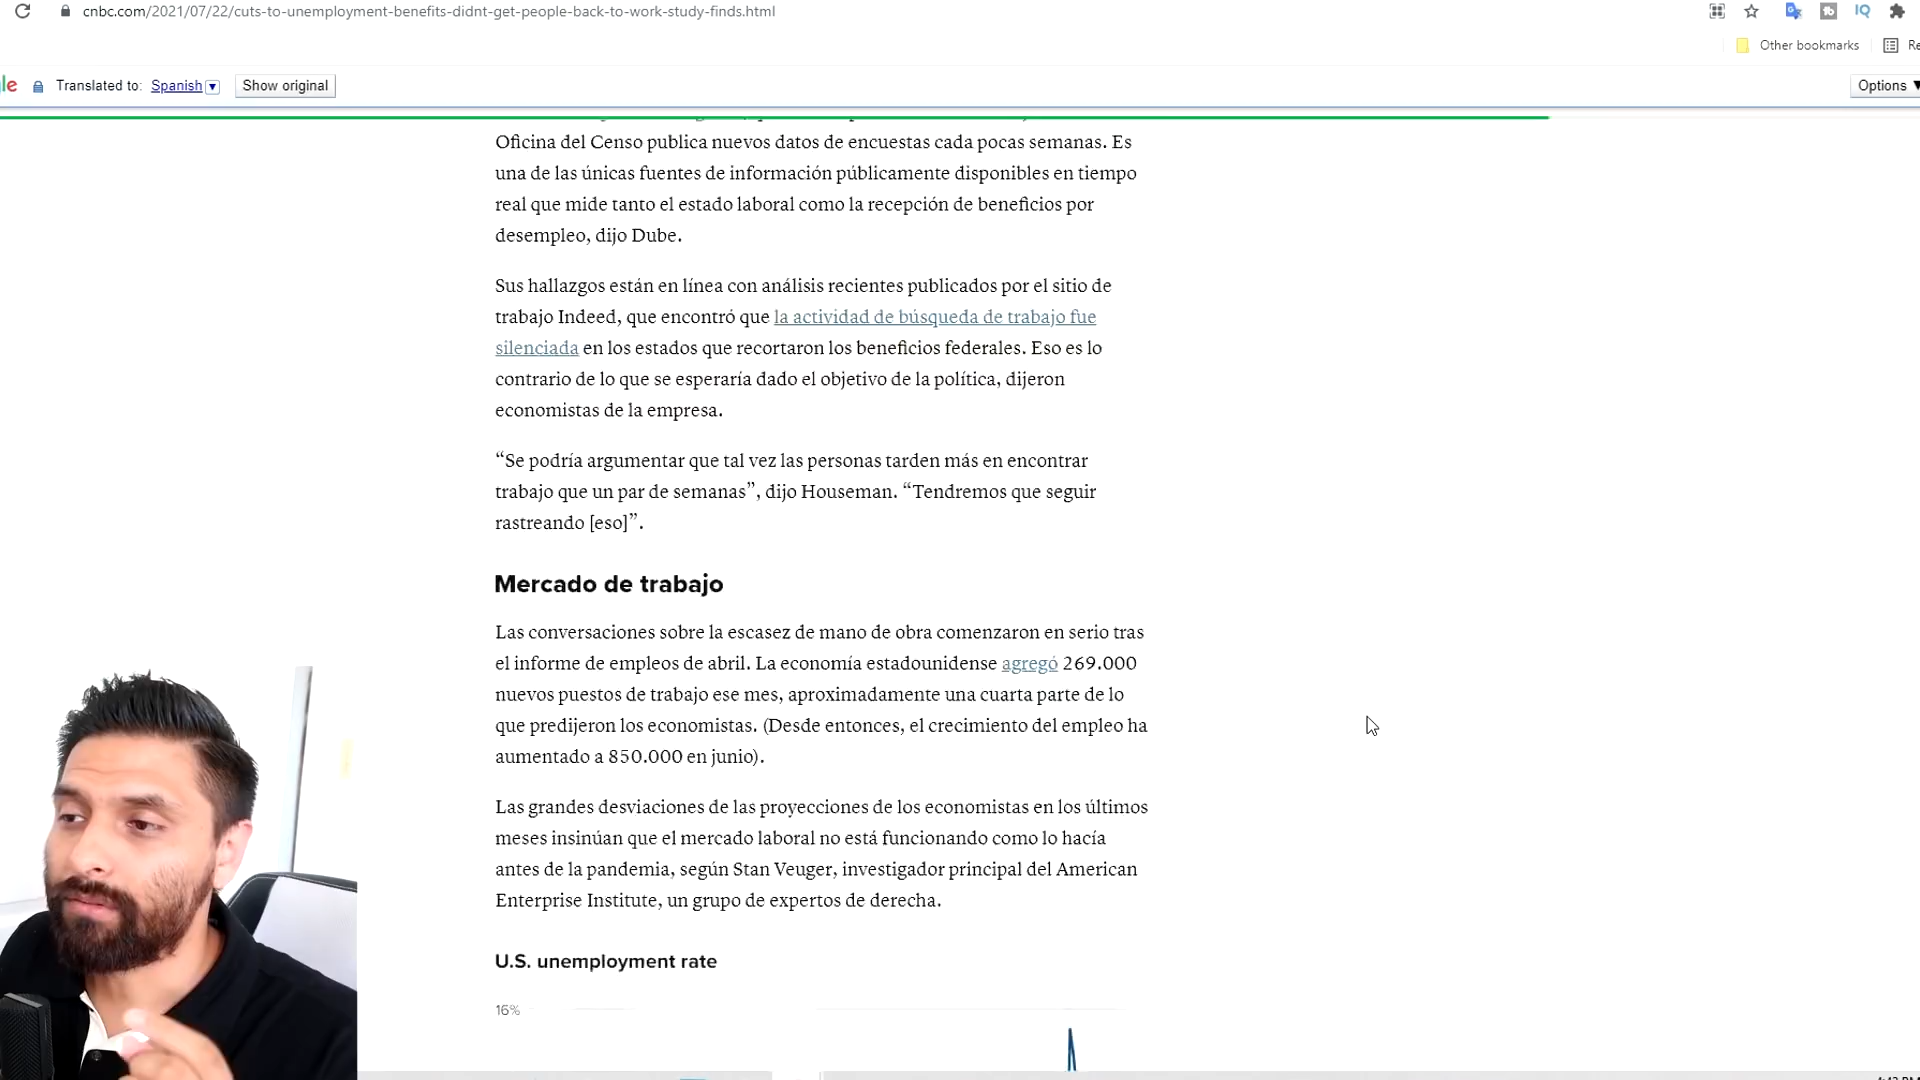 cnbc.com/2021/07/22/cuts-to-unemployment-benefits-didnt-get-people-back-to-work-study-finds.html
IQ
Other bookmarks
le Translated to: Spanish Show original Options
Oficina del Censo publica nuevos datos de encuestas cada pocas semanas. Es
una de las únicas fuentes de información públicamente disponibles en tiempo
real que mide tanto el estado laboral como la recepción de beneficios por
desempleo, dijo Dube.
Sus hallazgos están en línea con análisis recientes publicados por el sitio de
trabajo Indeed, que encontró que la actividad de búsqueda de trabajo fue
silenciada en los estados que recortaron los beneficios federales. Eso es lo
contrario de lo que se esperaría dado el objetivo de la política, dijeron
economistas de la empresa.
“Se podría argumentar que tal vez las personas tarden más en encontrar
trabajo que un par de semanas”, dijo Houseman. “Tendremos que seguir
rastreando [eso]”.
Mercado de trabajo
Las conversaciones sobre la escasez de mano de obra comenzaron en serio tras
el informe de empleos de abril. La economía estadounidense agregó 269.000
nuevos puestos de trabajo ese mes, aproximadamente una cuarta parte de lo
que predijeron los economistas. (Desde entonces, el crecimiento del empleo ha
aumentado a 850.000 en junio).
Las grandes desviaciones de las proyecciones de los economistas en los últimos
meses insinúan que el mercado laboral no está funcionando como lo hacía
antes de la pandemia, según Stan Veuger, investigador principal del American
Enterprise Institute, un grupo de expertos de derecha.
U.S. unemployment rate
16%